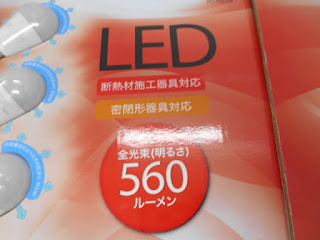 LED
断熱材施工器具対応
密閉形器具対応
全光束(明るさ)
560
ルーメン